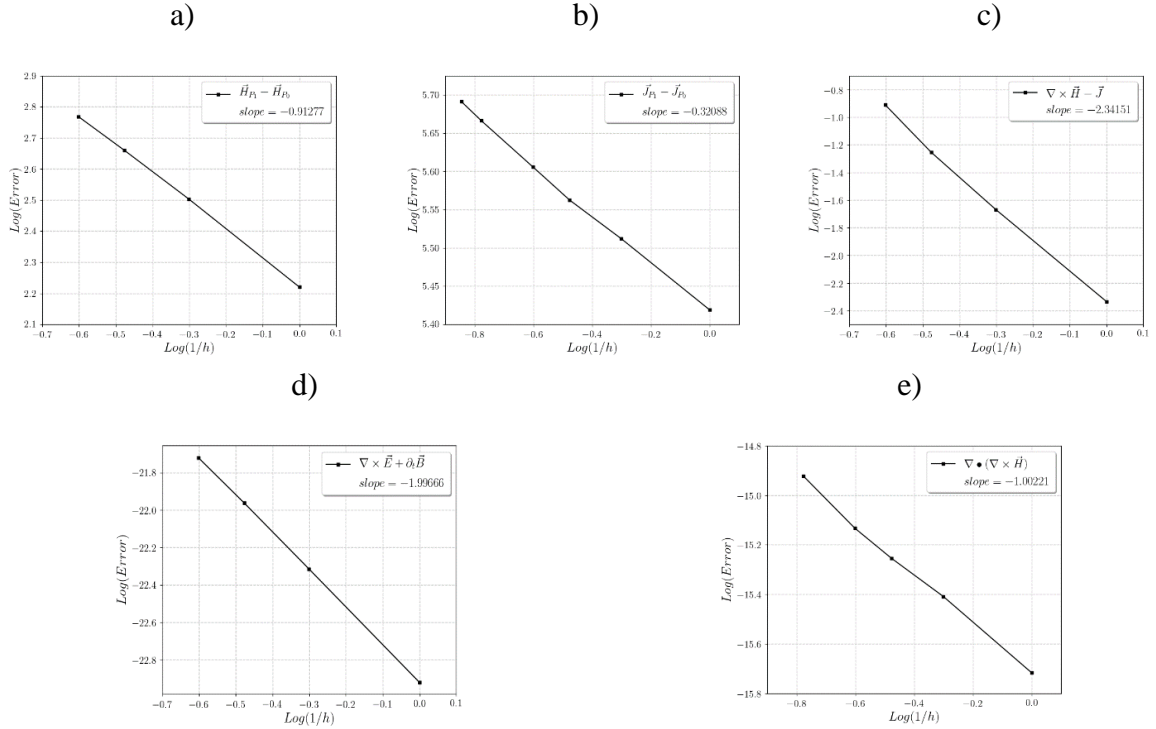 a)
b)
c)
2.9
2.8
2.7
2.6
2.5
2.4
2.3
2.2
2.1
Log(Error)
−0.7 −0.6 −0.5 −0.4 −0.3 −0.2 −0.1 0.0 0.1
Log(1/h)
H⃗_{P₁} − H⃗_{P₀}
slope = −0.91277
5.70
5.65
5.60
5.55
5.50
5.45
5.40
Log(Error)
−0.8 −0.6 −0.4 −0.2 0.0
Log(1/h)
J⃗_{P₁} − J⃗_{P₀}
slope = −0.32088
−0.8
−1.0
−1.2
−1.4
−1.6
−1.8
−2.0
−2.2
−2.4
Log(Error)
−0.7 −0.6 −0.5 −0.4 −0.3 −0.2 −0.1 0.0 0.1
Log(1/h)
∇ × H⃗ − J⃗
slope = −2.34151
d)
e)
−21.8
−22.0
−22.2
−22.4
−22.6
−22.8
Log(Error)
−0.7 −0.6 −0.5 −0.4 −0.3 −0.2 −0.1 0.0 0.1
Log(1/h)
∇ × E⃗ + ∂ₜB⃗
slope = −1.99666
−14.8
−15.0
−15.2
−15.4
−15.6
−15.8
Log(Error)
−0.8 −0.6 −0.4 −0.2 0.0
Log(1/h)
∇ • (∇ × H⃗)
slope = −1.00221